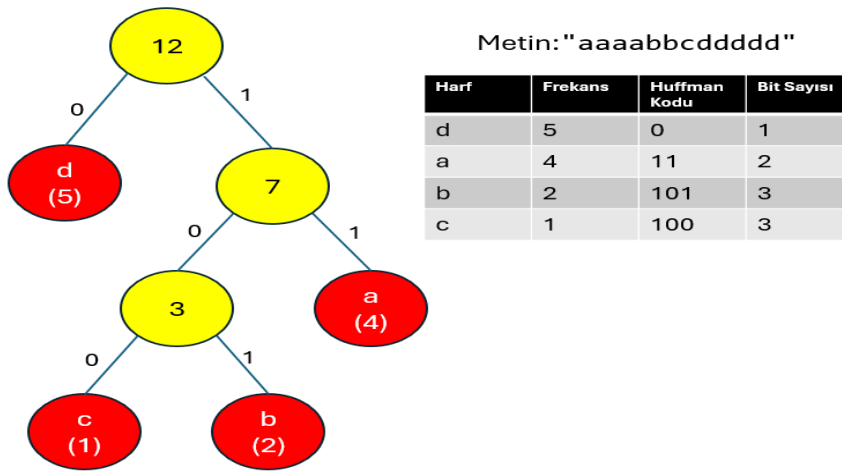 12
0
1
d
(5)
7
0
1
3
a
(4)
0
1
c
(1)
b
(2)
Metin:"aaaabbcddddd"
Harf Frekans Huffman Kodu Bit Sayısı
d 5 0 1
a 4 11 2
b 2 101 3
c 1 100 3